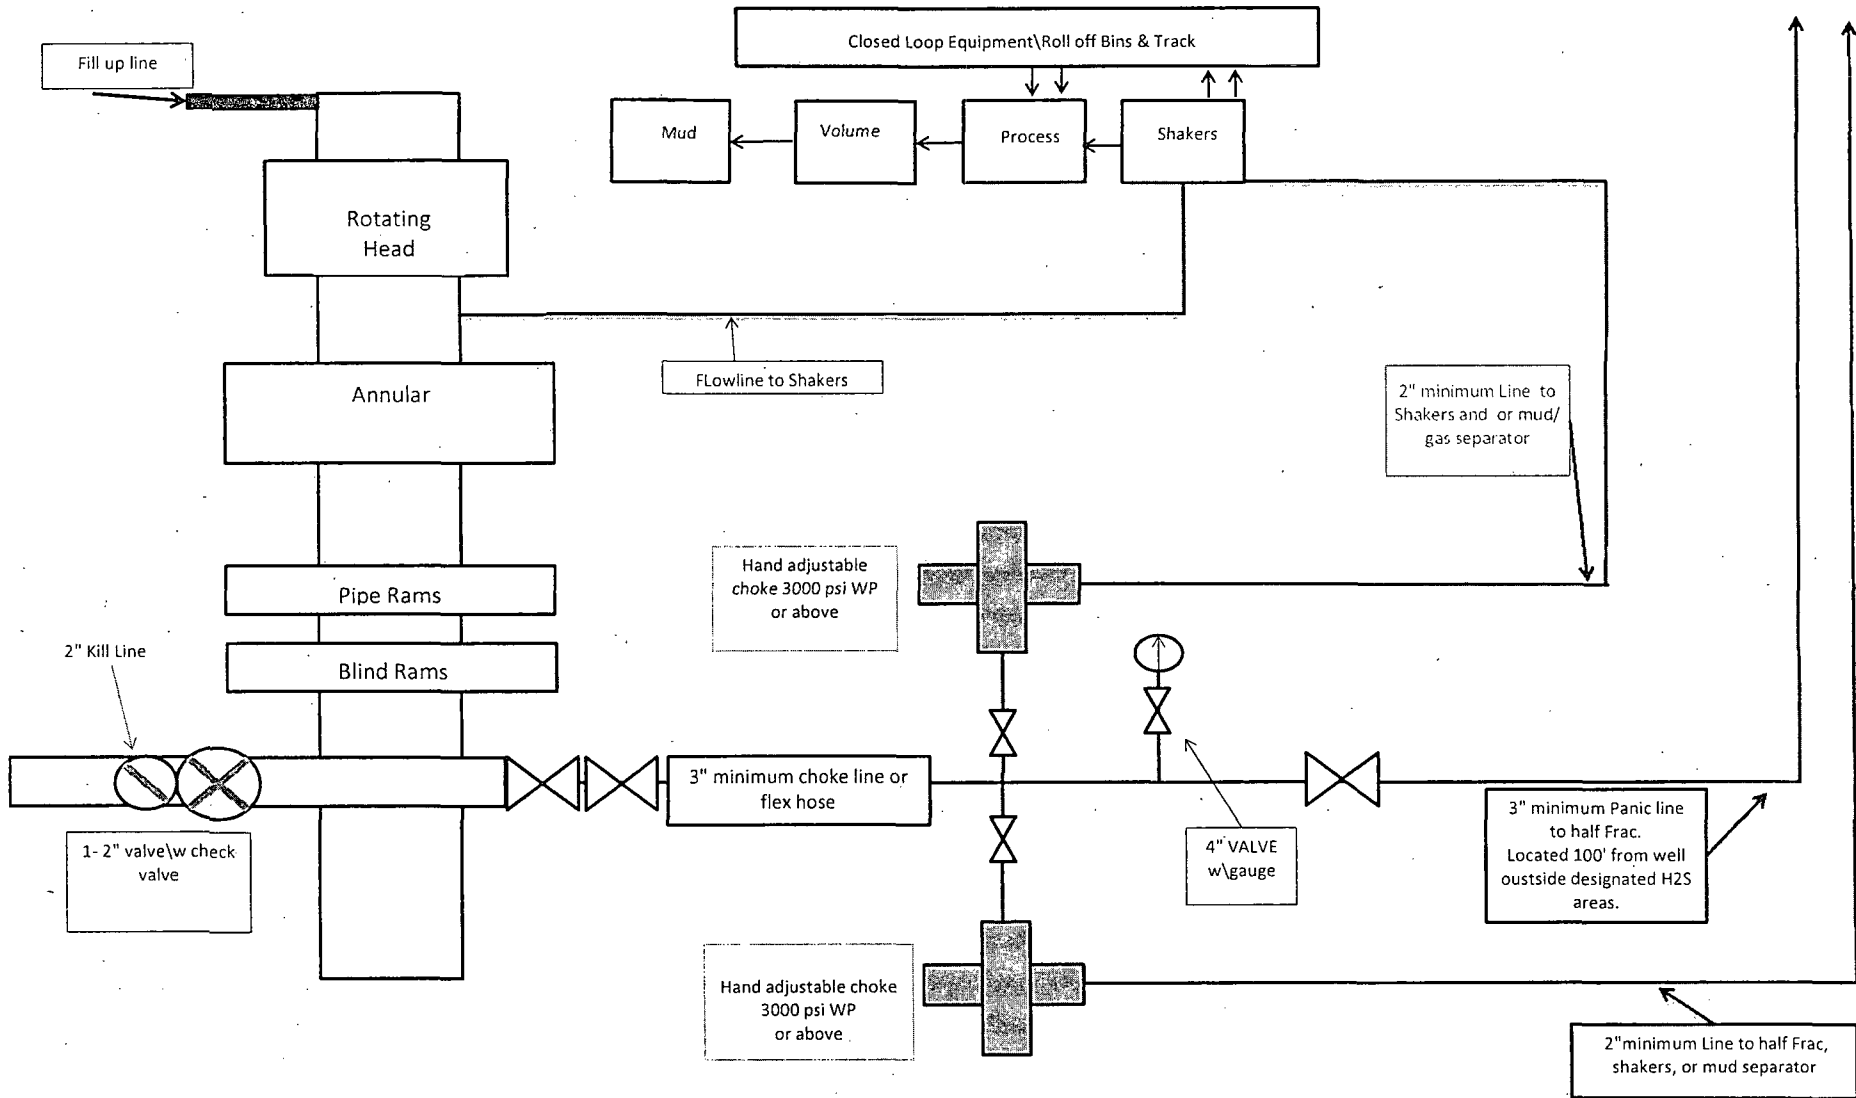 Closed Loop Equipment\Roll off Bins & Track
Fill up line
Mud
Volume
Process
Shakers
Rotating
Head
FLowline to Shakers
Annular
2" minimum Line to
Shakers and or mud/
gas separator
Hand adjustable
choke 3000 psi WP
or above
Pipe Rams
2" Kill Line
Blind Rams
3" minimum choke line or
flex hose
1- 2" valve\w check
valve
4" VALVE
w\gauge
3" minimum Panic line
to half Frac.
Located 100' from well
oustside designated H2S
areas.
Hand adjustable choke
3000 psi WP
or above
2"minimum Line to half Frac,
shakers, or mud separator